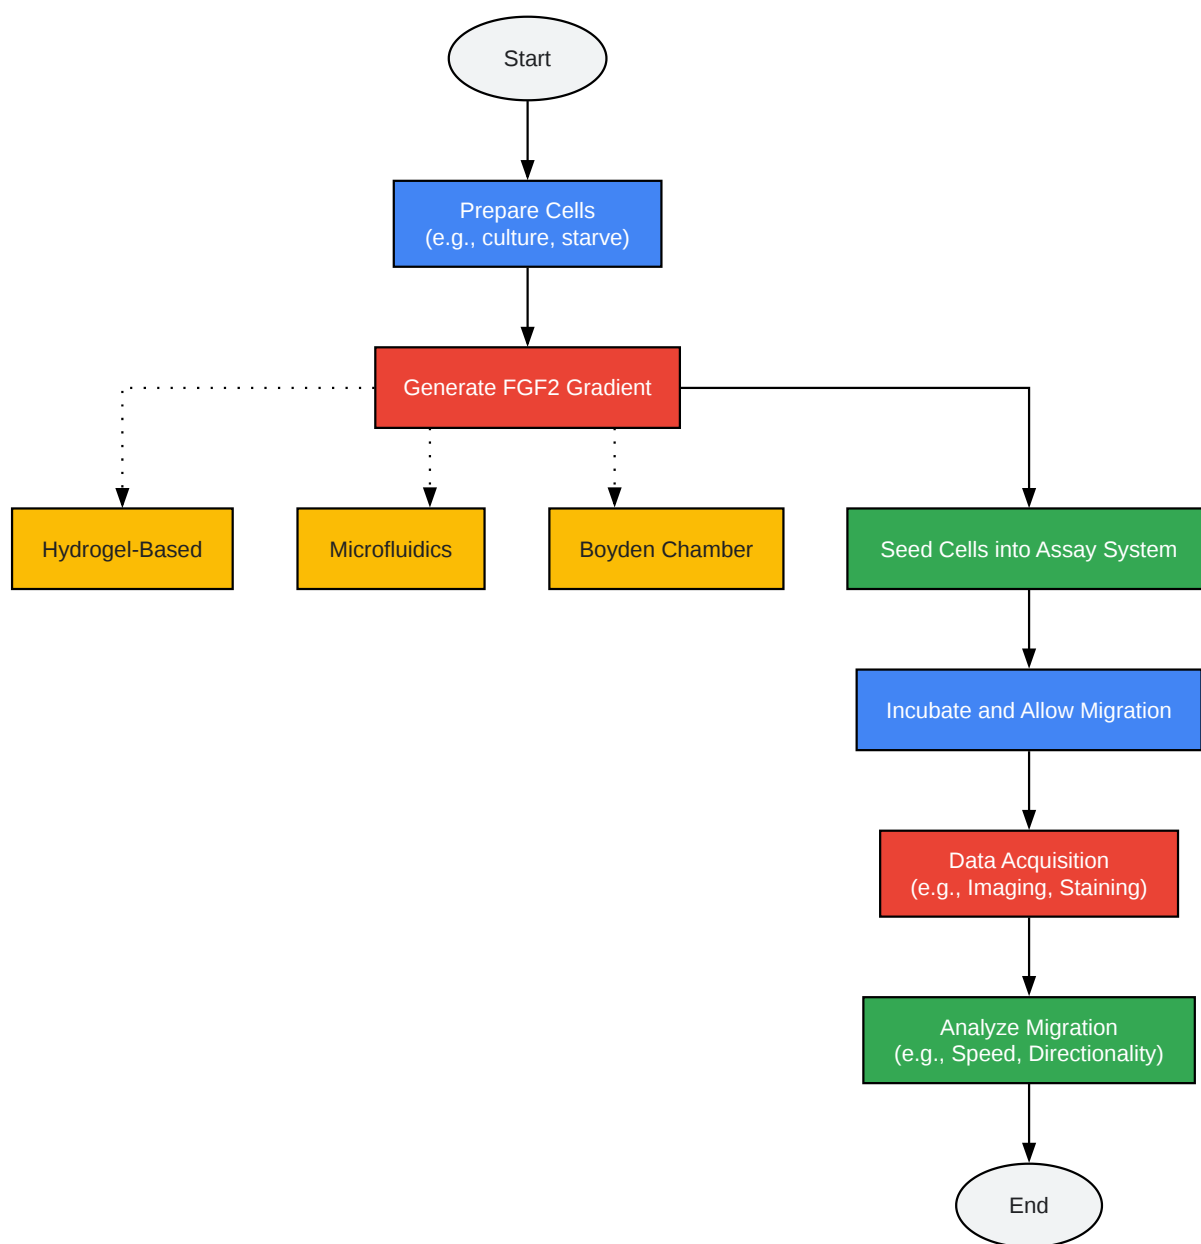 Start
Prepare Cells
(e.g., culture, starve)
Generate FGF2 Gradient
Hydrogel-Based
Microfluidics
Boyden Chamber
Seed Cells into Assay System
Incubate and Allow Migration
Data Acquisition
(e.g., Imaging, Staining)
Analyze Migration
(e.g., Speed, Directionality)
End